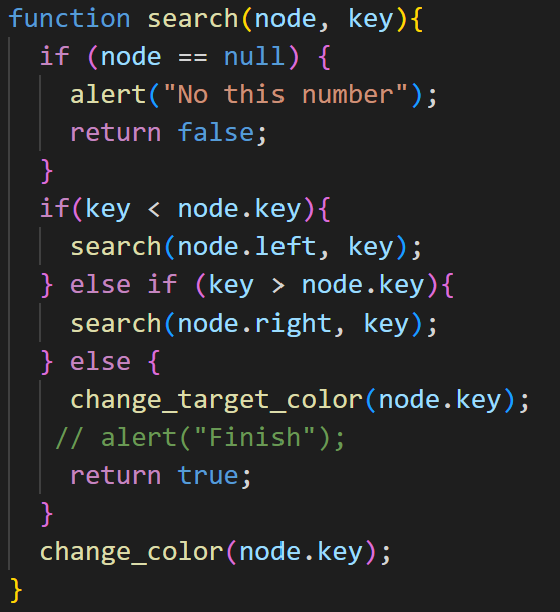 function search(node, key){
if (node == null) {
alert("No this number");
return false;
}
if(key < node.key){
search(node.left, key);
} else if (key > node.key){
search(node.right, key);
} else {
change_target_color(node.key);
// alert("Finish");
return true;
}
change_color(node.key);
}